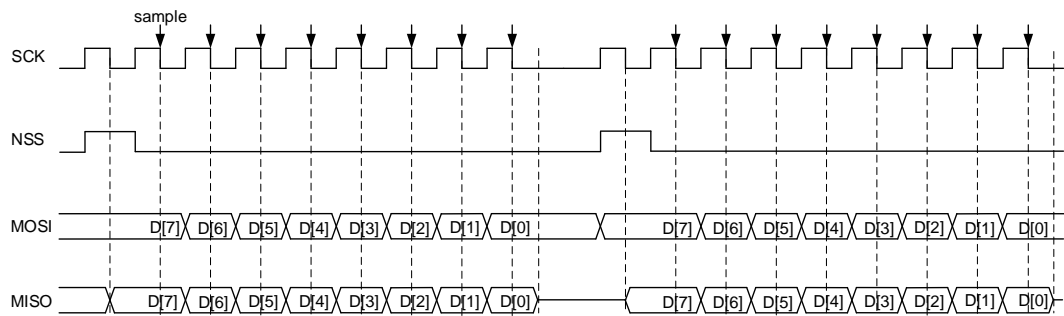 sample
SCK
NSS
MOSI D[7] D[6] D[5] D[4] D[3] D[2] D[1] D[0] D[7] D[6] D[5] D[4] D[3] D[2] D[1] D[0]
MISO D[7] D[6] D[5] D[4] D[3] D[2] D[1] D[0] D[7] D[6] D[5] D[4] D[3] D[2] D[1] D[0]